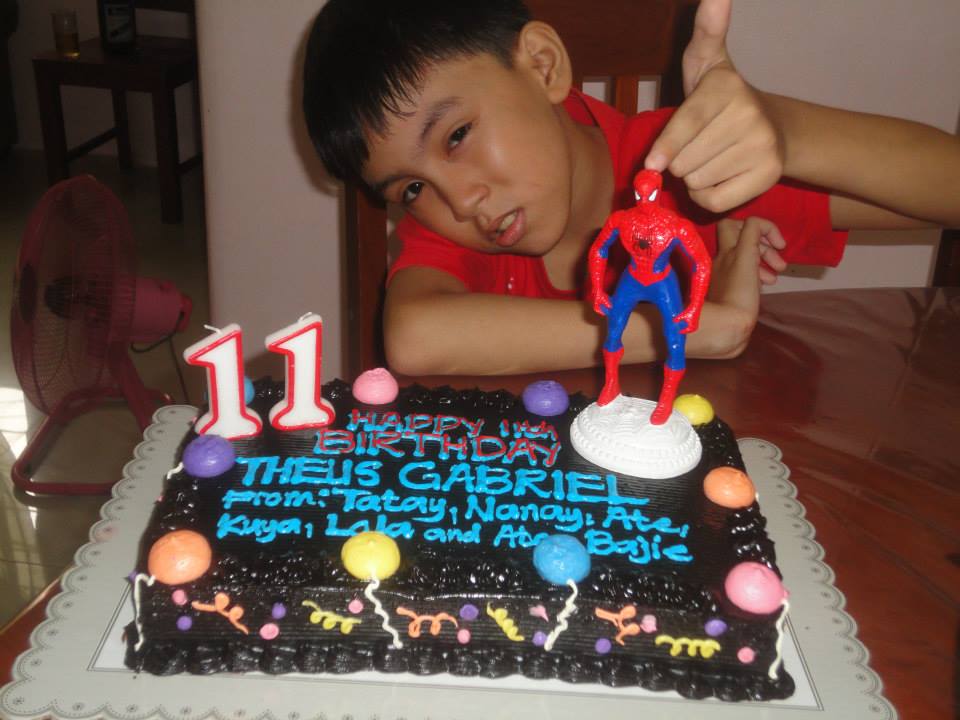 11
HAPPY 11th
BIRTHDAY
THEUS GABRIEL
From: Tatay, Nanay, Ate,
Kuya, Lala and Ate Bajie